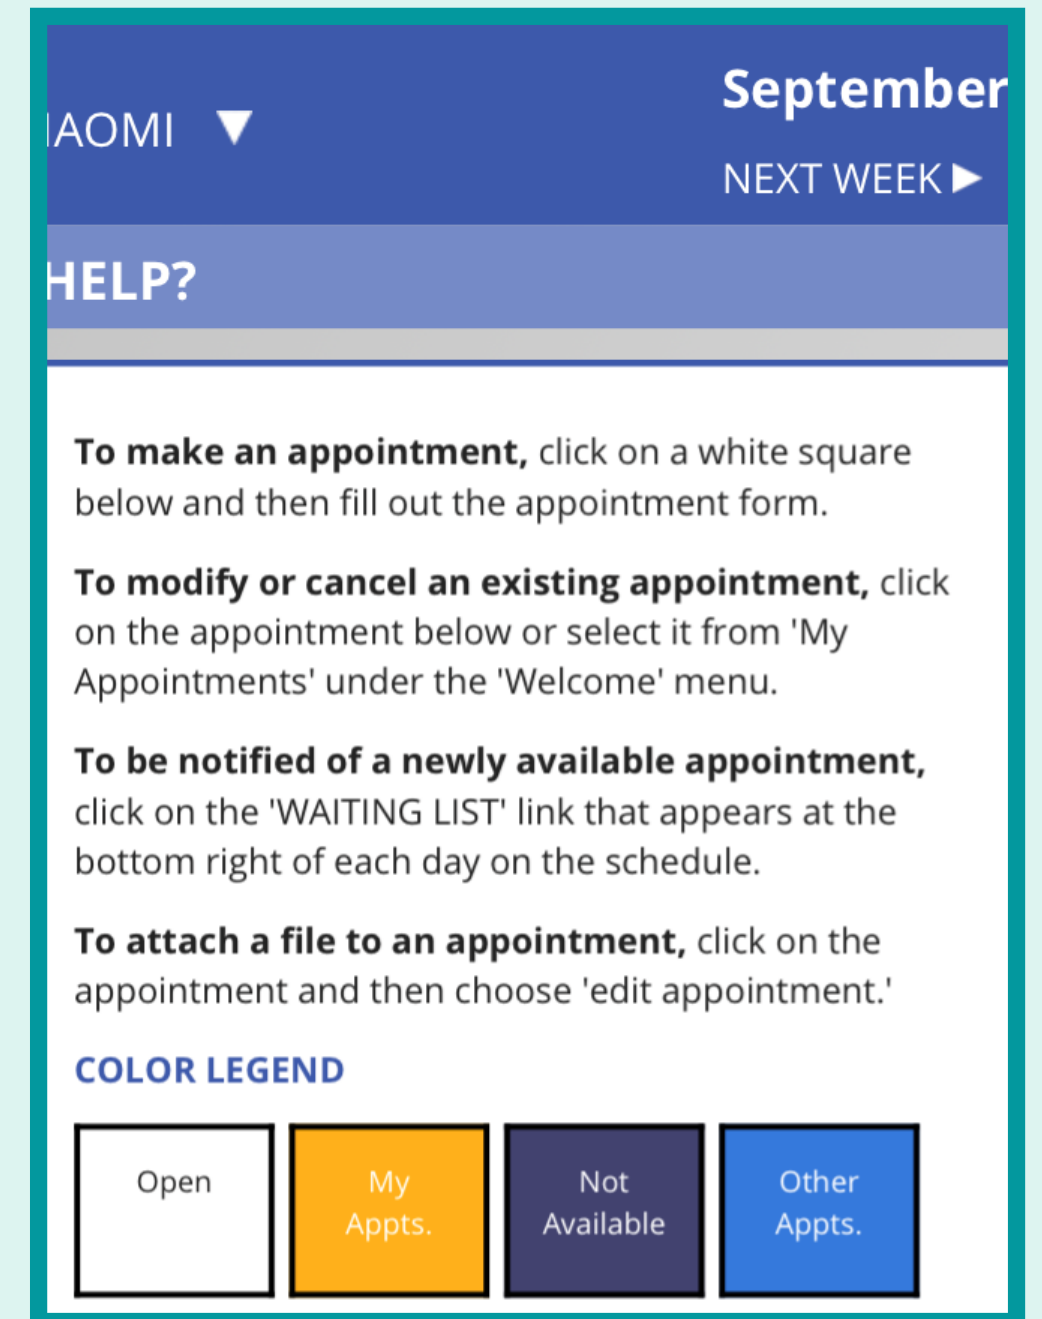 September
AOMI ▼
NEXT WEEK ▶
HELP?
To make an appointment, click on a white square
below and then fill out the appointment form.
To modify or cancel an existing appointment, click
on the appointment below or select it from 'My
Appointments' under the 'Welcome' menu.
To be notified of a newly available appointment,
click on the 'WAITING LIST' link that appears at the
bottom right of each day on the schedule.
To attach a file to an appointment, click on the
appointment and then choose 'edit appointment.'
COLOR LEGEND
Open
My
Appts.
Not
Available
Other
Appts.